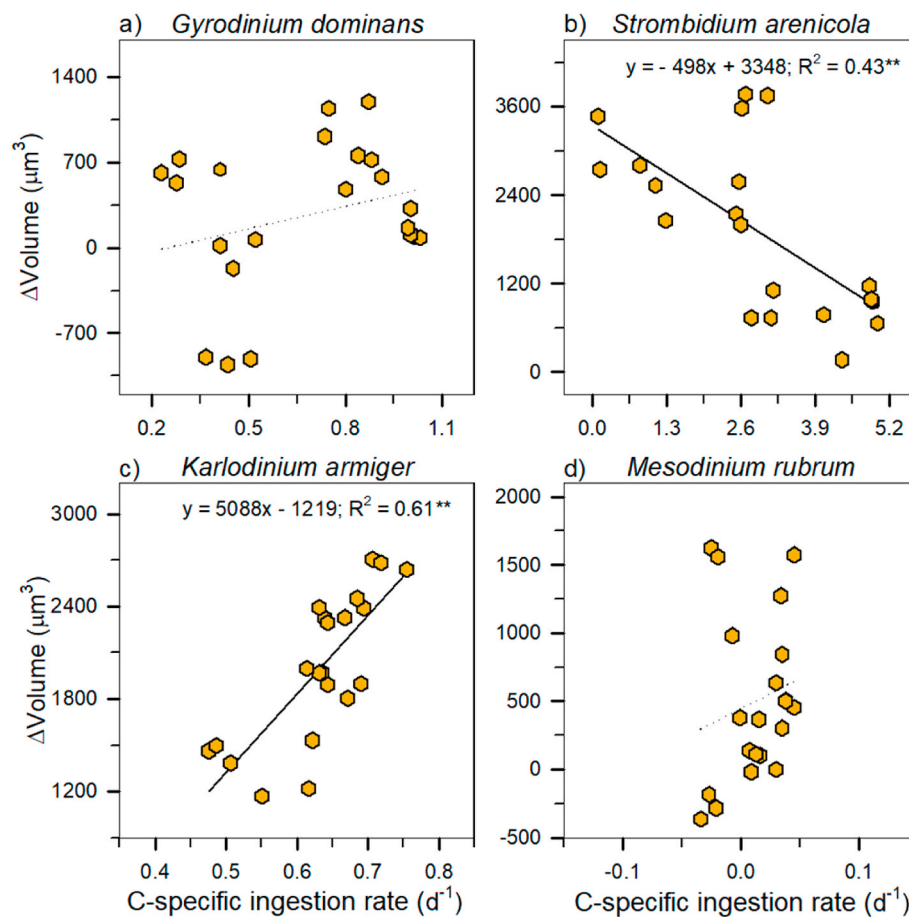 a) Gyrodinium dominans
b) Strombidium arenicola
ΔVolume (μm³)
1400
700
0
-700
0.2 0.5 0.8 1.1
y = - 498x + 3348; R² = 0.43**
3600
2400
1200
0
0.0 1.3 2.6 3.9 5.2
c) Karlodinium armiger
d) Mesodinium rubrum
ΔVolume (μm³)
y = 5088x - 1219; R² = 0.61**
3000
2400
1800
1200
0.4 0.5 0.6 0.7 0.8
C-specific ingestion rate (d⁻¹)
2000
1500
1000
500
0
-500
-0.1 0.0 0.1
C-specific ingestion rate (d⁻¹)